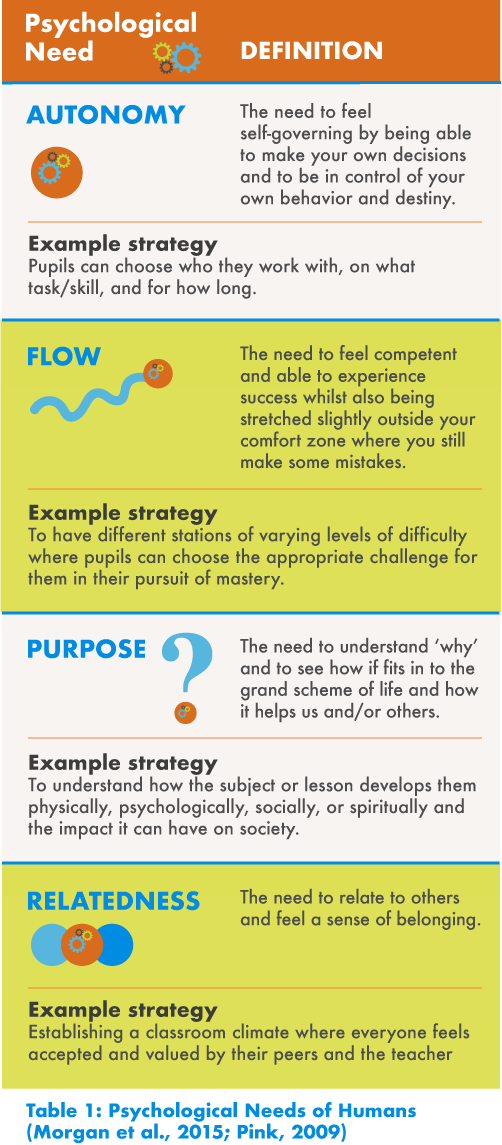 Psychological
Need
DEFINITION
AUTONOMY
The need to feel
self-governing by being able
to make your own decisions
and to be in control of your
own behavior and destiny.
Example strategy
Pupils can choose who they work with, on what
task/skill, and for how long.
FLOW
The need to feel competent
and able to experience
success whilst also being
stretched slightly outside your
comfort zone where you still
make some mistakes.
Example strategy
To have different stations of varying levels of difficulty
where pupils can choose the appropriate challenge for
them in their pursuit of mastery.
PURPOSE
?
The need to understand ‘why’
and to see how if fits in to the
grand scheme of life and how
it helps us and/or others.
Example strategy
To understand how the subject or lesson develops them
physically, psychologically, socially, or spiritually and
the impact it can have on society.
RELATEDNESS
The need to relate to others
and feel a sense of belonging.
Example strategy
Establishing a classroom climate where everyone feels
accepted and valued by their peers and the teacher
Table 1: Psychological Needs of Humans
(Morgan et al., 2015; Pink, 2009)